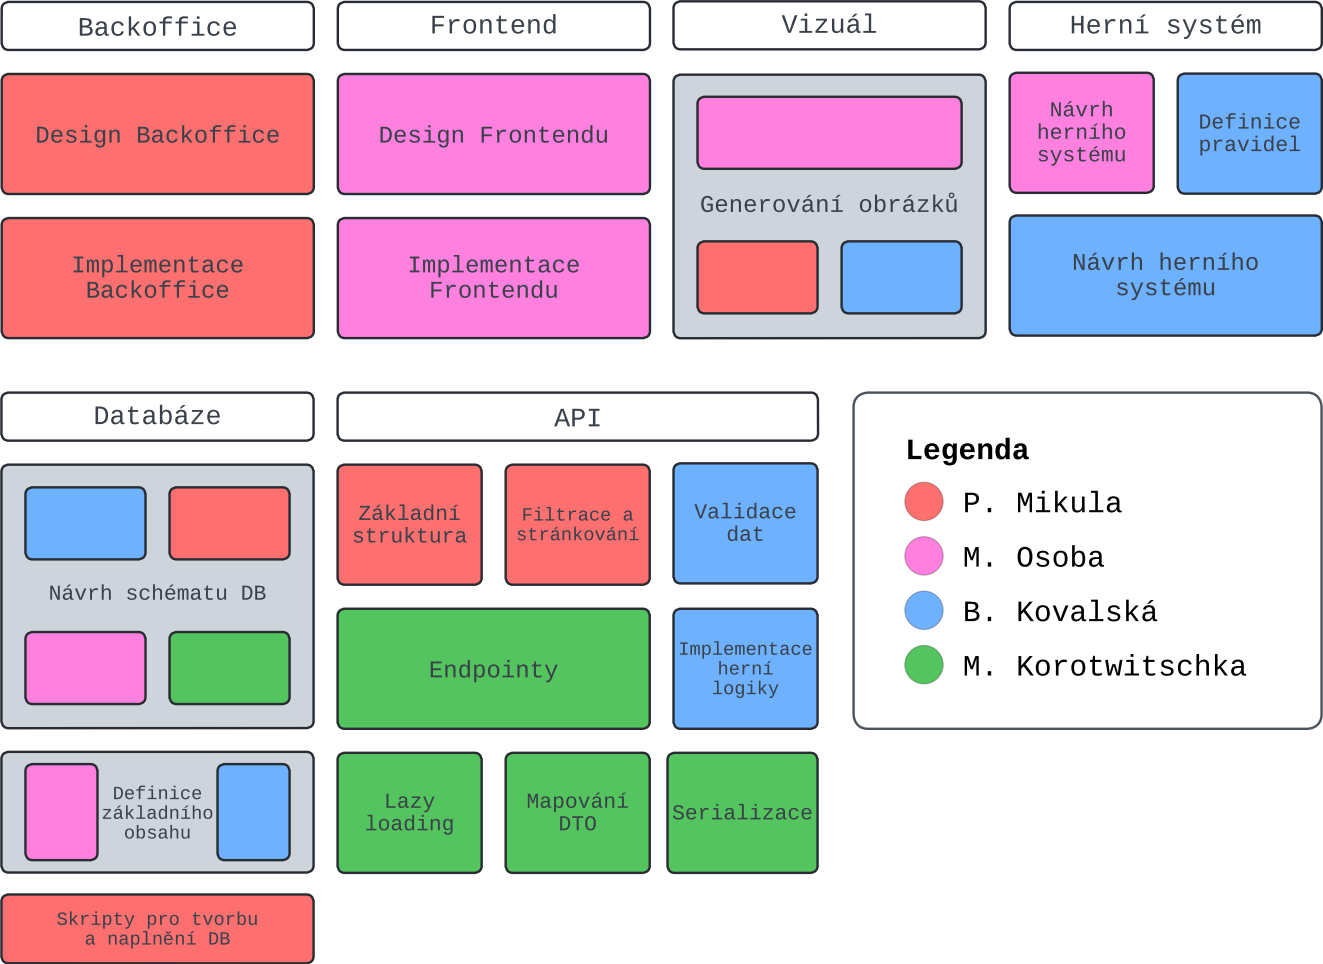 Backoffice
Frontend
Vizuál
Herní systém
Design Backoffice
Design Frontendu
Generování obrázků
Návrh
herního
systému
Definice
pravidel
Implementace
Backoffice
Implementace
Frontendu
Návrh herního
systému
Databáze
API
Legenda
P. Mikula
M. Osoba
B. Kovalská
M. Korotwitschka
Návrh schématu DB
Základní
struktura
Filtrace a
stránkování
Validace
dat
Endpointy
Implementace
herní
logiky
Definice
základního
obsahu
Lazy
loading
Mapování
DTO
Serializace
Skripty pro tvorbu
a naplnění DB